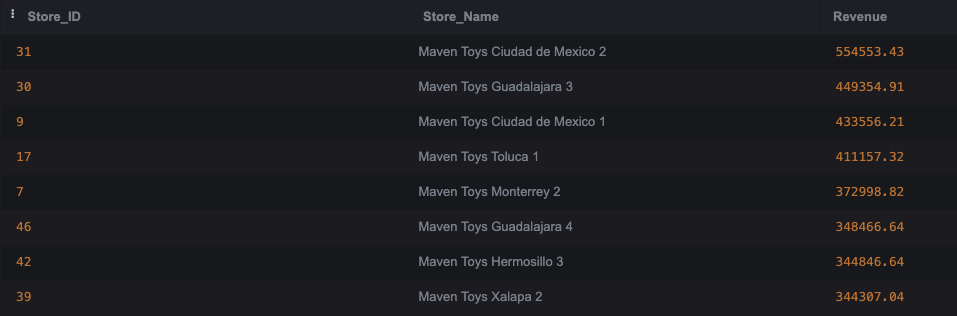 Store_ID Store_Name Revenue
31 Maven Toys Ciudad de Mexico 2 554553.43
30 Maven Toys Guadalajara 3 449354.91
9 Maven Toys Ciudad de Mexico 1 433556.21
17 Maven Toys Toluca 1 411157.32
7 Maven Toys Monterrey 2 372998.82
46 Maven Toys Guadalajara 4 348466.64
42 Maven Toys Hermosillo 3 344846.64
39 Maven Toys Xalapa 2 344307.04